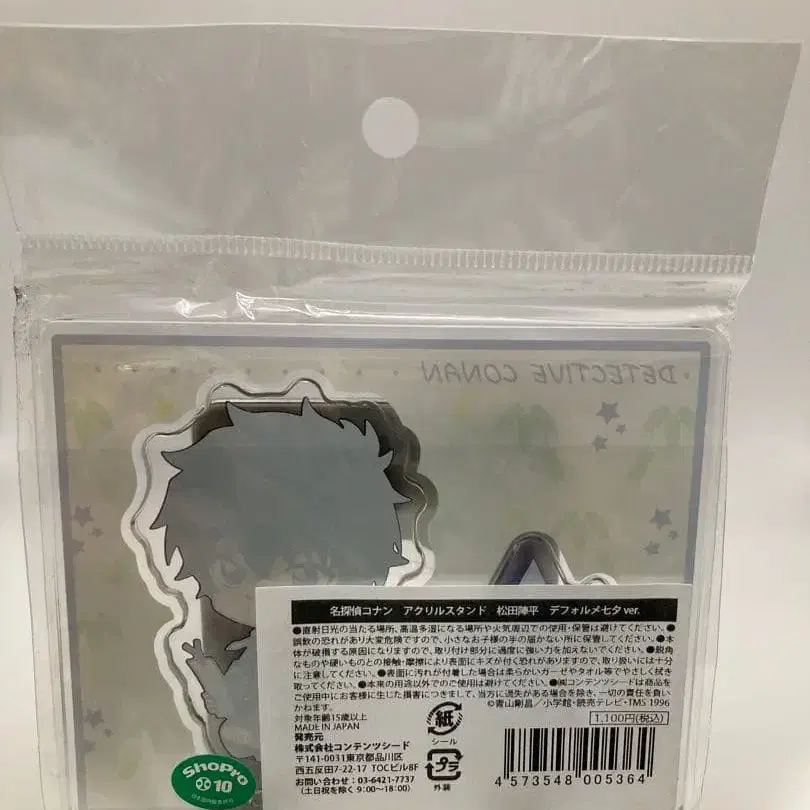 DETECTIVE CONAN
名探偵コナン アクリルスタンド 松田陣平 デフォルメ七夕 ver.
●直射日光の当たる場所、高温多湿になる場所や火気周辺での使用・保管は避けてください。●
誤飲の恐れがあり大変危険ですので、小さなお子様の手の届かない所に保管してください。●本
体が破損する原因になりますので、取り付け部分に過度に強い力を加えないでください。●鋭角
なものや硬いものとの接触・摩擦により表面にキズが付く恐れがありますので、取り扱いには十分
に注意してください。●表面に汚れが付着した場合は柔らかいガーゼやタオル等でやさしく拭き
取ってください。●本来の用途以外でのご使用は避けてください。●㈱コンテンツシードは商品を
ご使用中にお客様に生じた損害につきまして、当方に過失がある場合を除き、一切の責任を負い
かねます。
©青山剛昌／小学館・読売テレビ・TMS 1996
対象年齢15歳以上
MADE IN JAPAN
発売元
株式会社コンテンツシード
〒141-0031東京都品川区
西五反田7-22-17 TOCビル8F
お問い合わせ：03-6421-7737
(土日祝を除く 9:00～18:00)
紙
シール
プラ
外装
1,100円(税込)
4 573548 005364
ShoPro
10